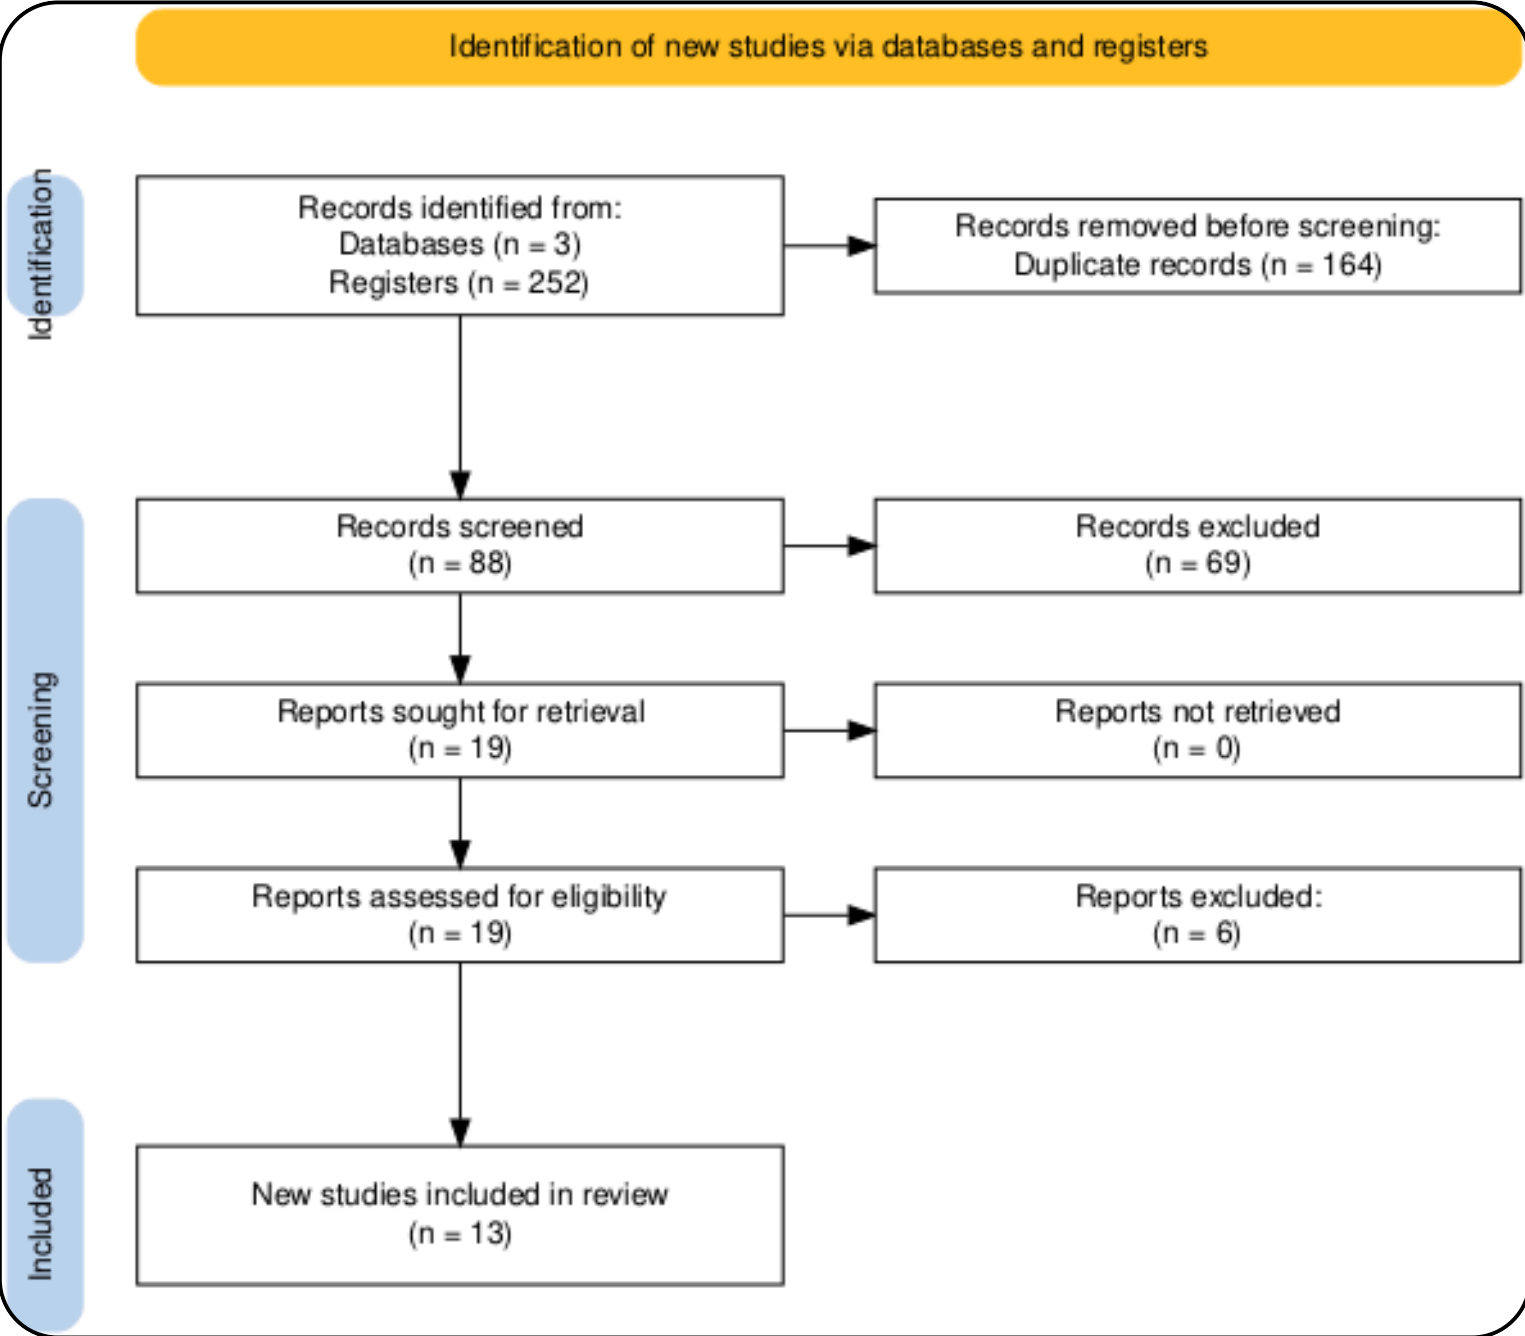 Identification of new studies via databases and registers
Identification
Records identified from:
Databases (n = 3)
Registers (n = 252)
Records removed before screening:
Duplicate records (n = 164)
Screening
Records screened
(n = 88)
Records excluded
(n = 69)
Reports sought for retrieval
(n = 19)
Reports not retrieved
(n = 0)
Reports assessed for eligibility
(n = 19)
Reports excluded:
(n = 6)
Included
New studies included in review
(n = 13)